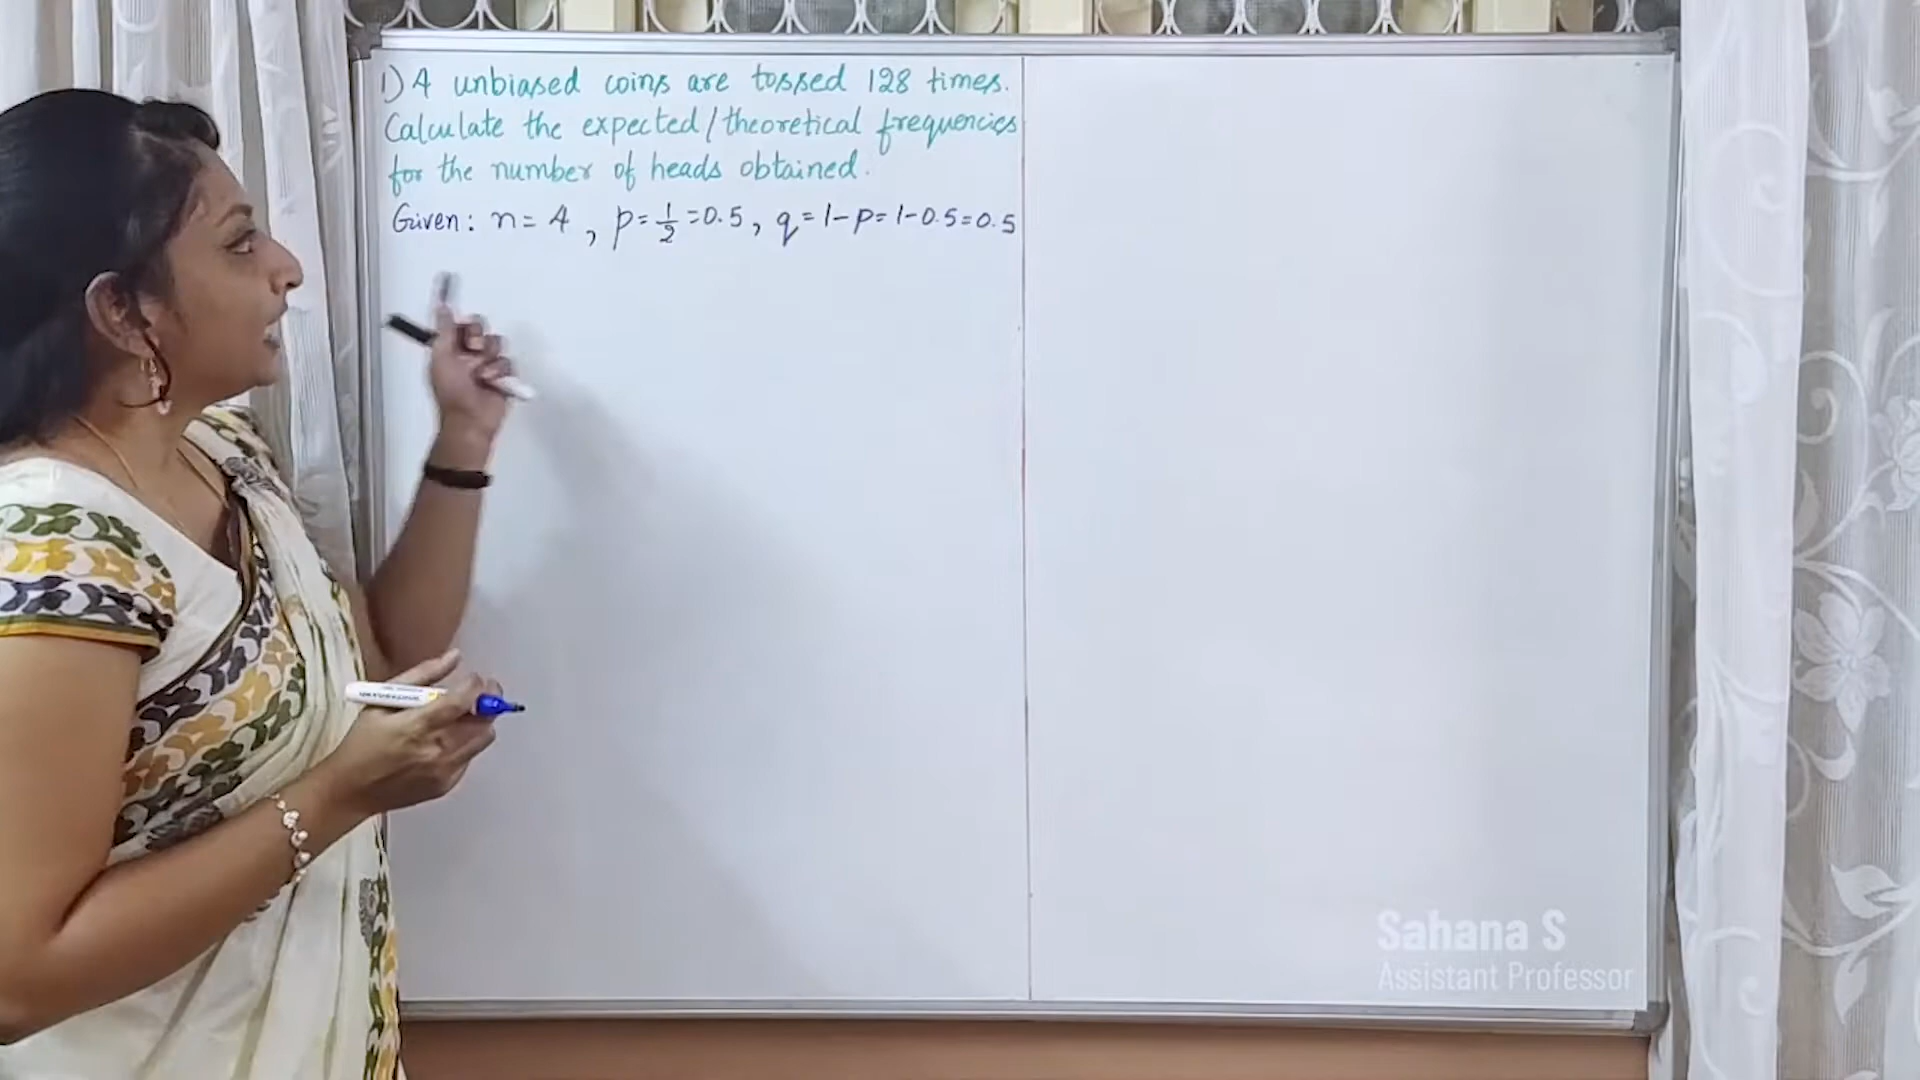 1) 4 unbiased coins are tossed 128 times.
Calculate the expected/theoretical frequencies
for the number of heads obtained.
Given: n = 4 , p = 1/2 = 0.5 , q = 1 - p = 1 - 0.5 = 0.5
Sahana S
Assistant Professor